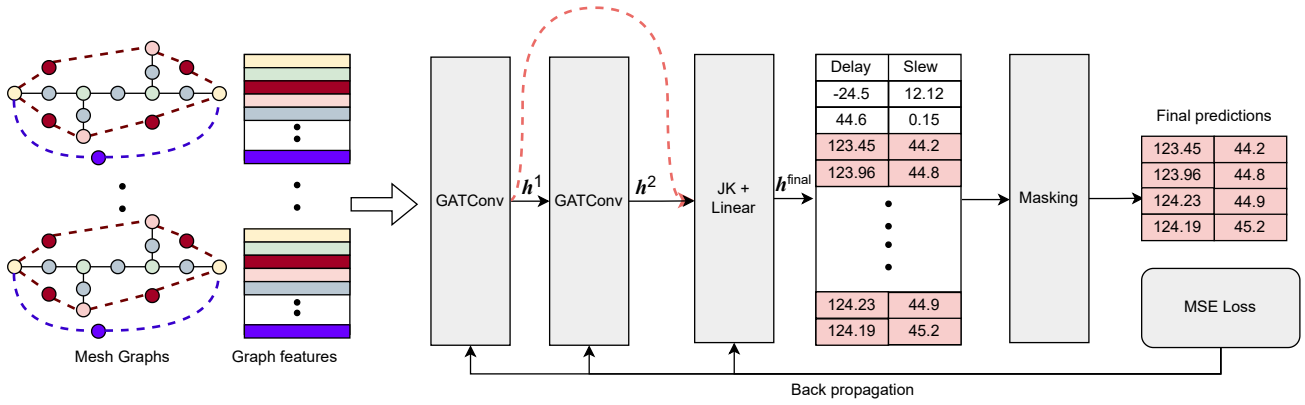 Mesh Graphs
Graph features
GATConv
h1
GATConv
h2
JK +
Linear
hfinal
Delay Slew
-24.5 12.12
44.6 0.15
123.45 44.2
123.96 44.8
124.23 44.9
124.19 45.2
Masking
Final predictions
123.45 44.2
123.96 44.8
124.23 44.9
124.19 45.2
MSE Loss
Back propagation